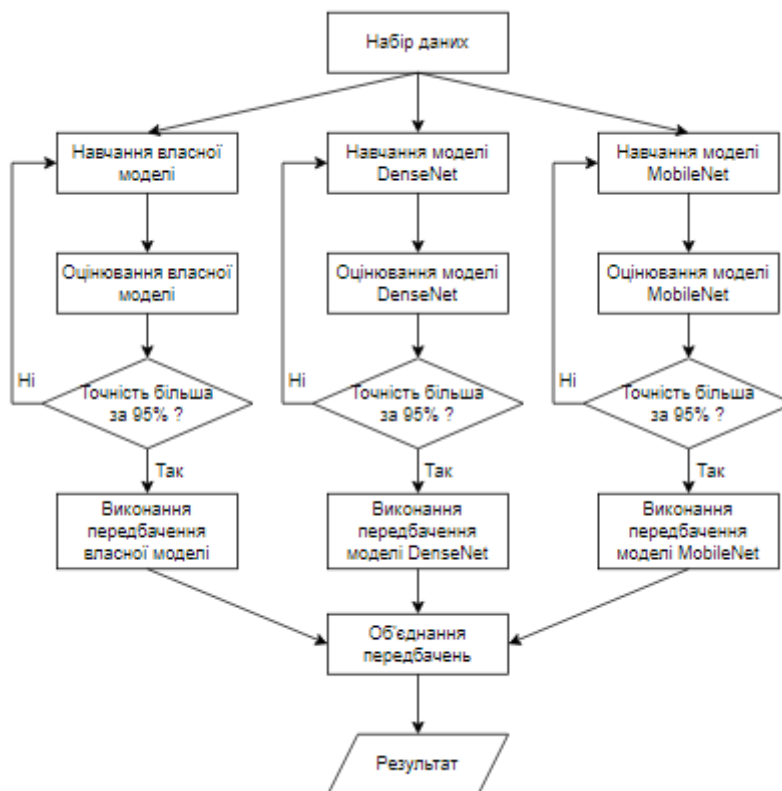 Набір даних
Навчання власної
моделі
Навчання моделі
DenseNet
Навчання моделі
MobileNet
Оцінювання власної
моделі
Оцінювання моделі
DenseNet
Оцінювання моделі
MobileNet
Ні
Точність більша
за 95% ?
Ні
Точність більша
за 95% ?
Ні
Точність більша
за 95% ?
Так
Так
Так
Виконання
передбачення
власної моделі
Виконання
передбачення
моделі DenseNet
Виконання
передбачення
моделі MobileNet
Об'єднання
передбачень
Результат